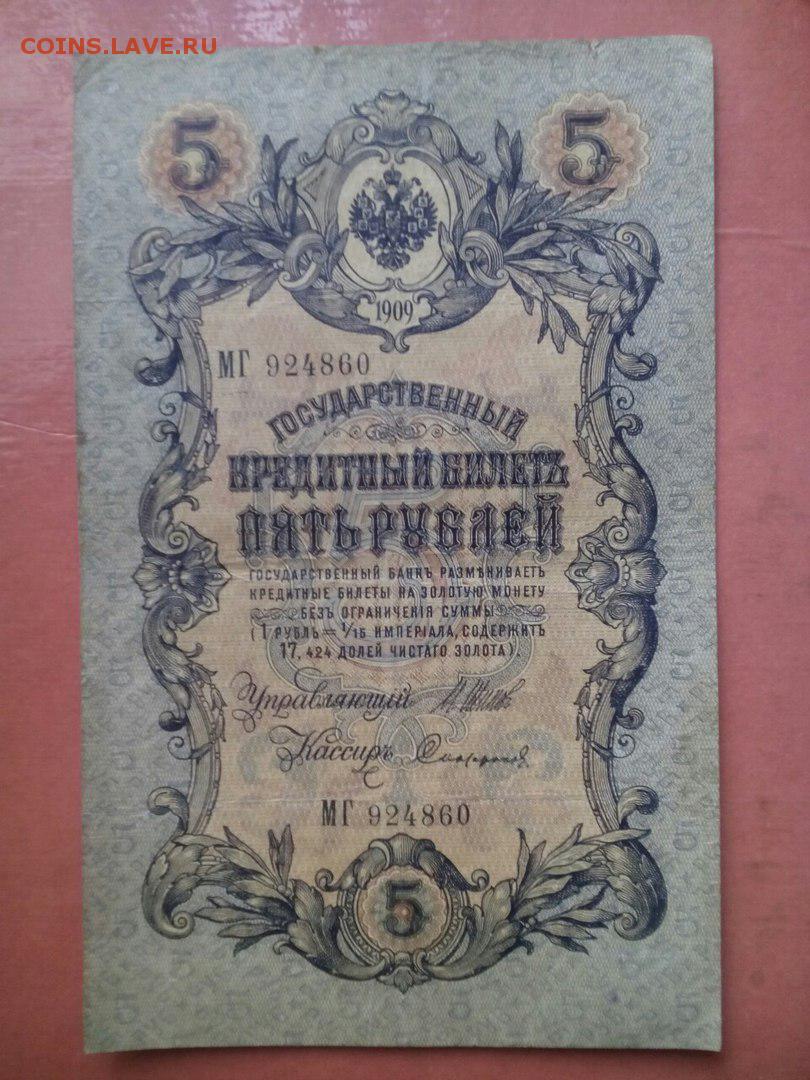 COINS.LAVE.RU
5 5
1909
МГ 924860
ГОСУДАРСТВЕННЫЙ
КРЕДИТНЫЙ БИЛЕТЪ
ПЯТЬ РУБЛЕЙ
ГОСУДАРСТВЕННЫЙ БАНКЪ РАЗМѢНИВАЕТЪ
КРЕДИТНЫЕ БИЛЕТЫ НА ЗОЛОТУЮ МОНЕТУ
БЕЗЪ ОГРАНИЧЕНІЯ СУММЫ
(1 РУБЛЬ = 1/15 ИМПЕРІАЛА, СОДЕРЖИТЪ
17,424 ДОЛЕЙ ЧИСТАГО ЗОЛОТА)
Управляющій
Кассиръ
МГ 924860
5